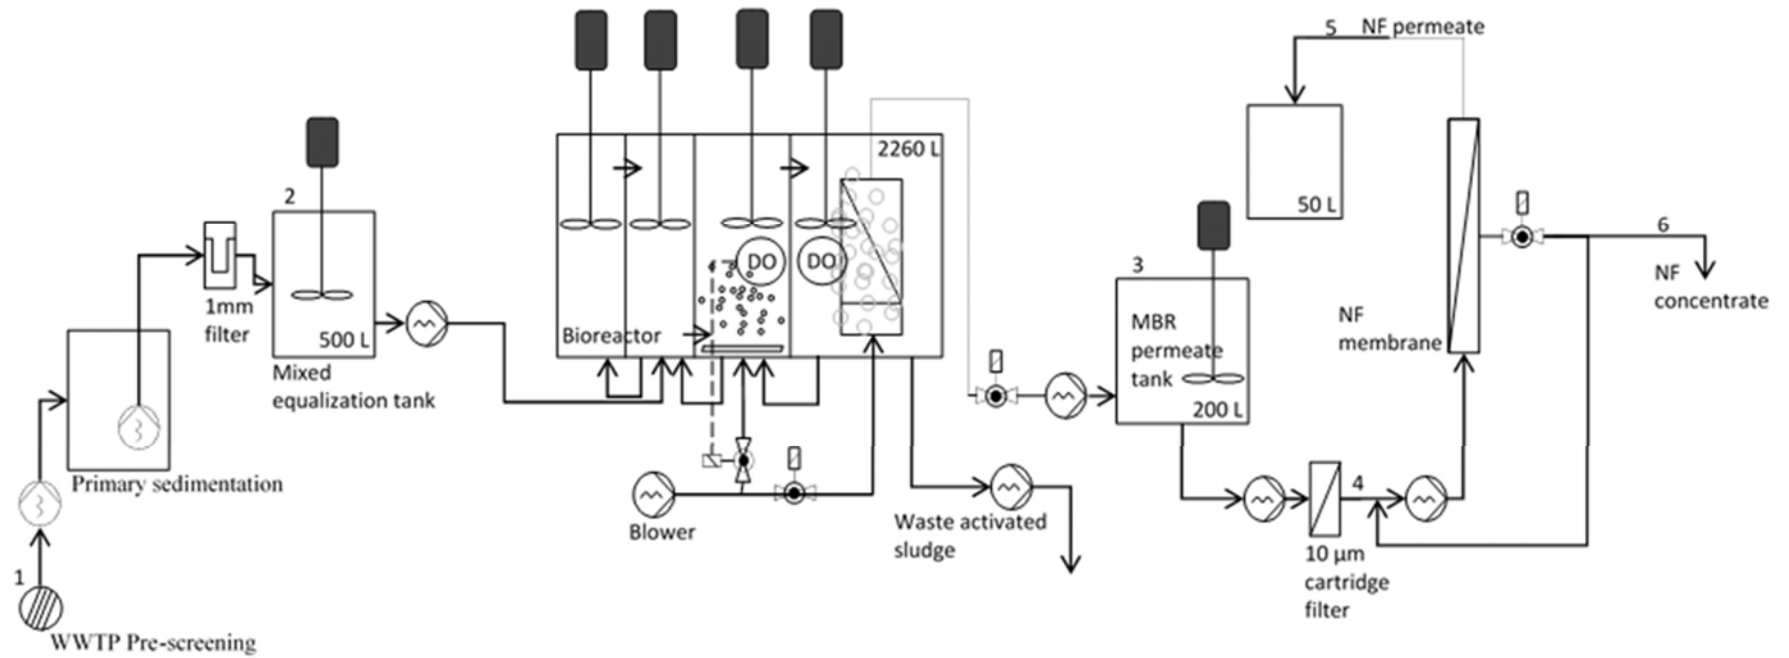 1
WWTP Pre-screening
Primary sedimentation
1mm
filter
2
500 L
Mixed
equalization tank
Bioreactor
DO
DO
2260 L
Blower
Waste activated
sludge
3
MBR
permeate
tank
200 L
10 µm
cartridge
filter
4
NF
membrane
5 NF permeate
50 L
6
NF
concentrate